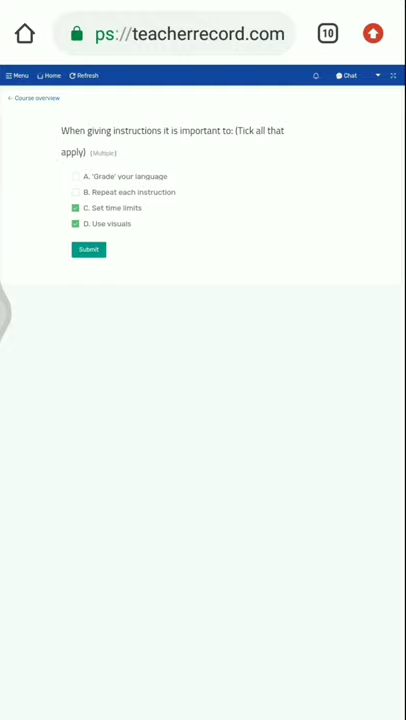 ps://teacherrecord.com
10
Menu Home Refresh Chat
← Course overview
When giving instructions it is important to: (Tick all that
apply) [Multiple]
A. 'Grade' your language
B. Repeat each instruction
C. Set time limits
D. Use visuals
Submit